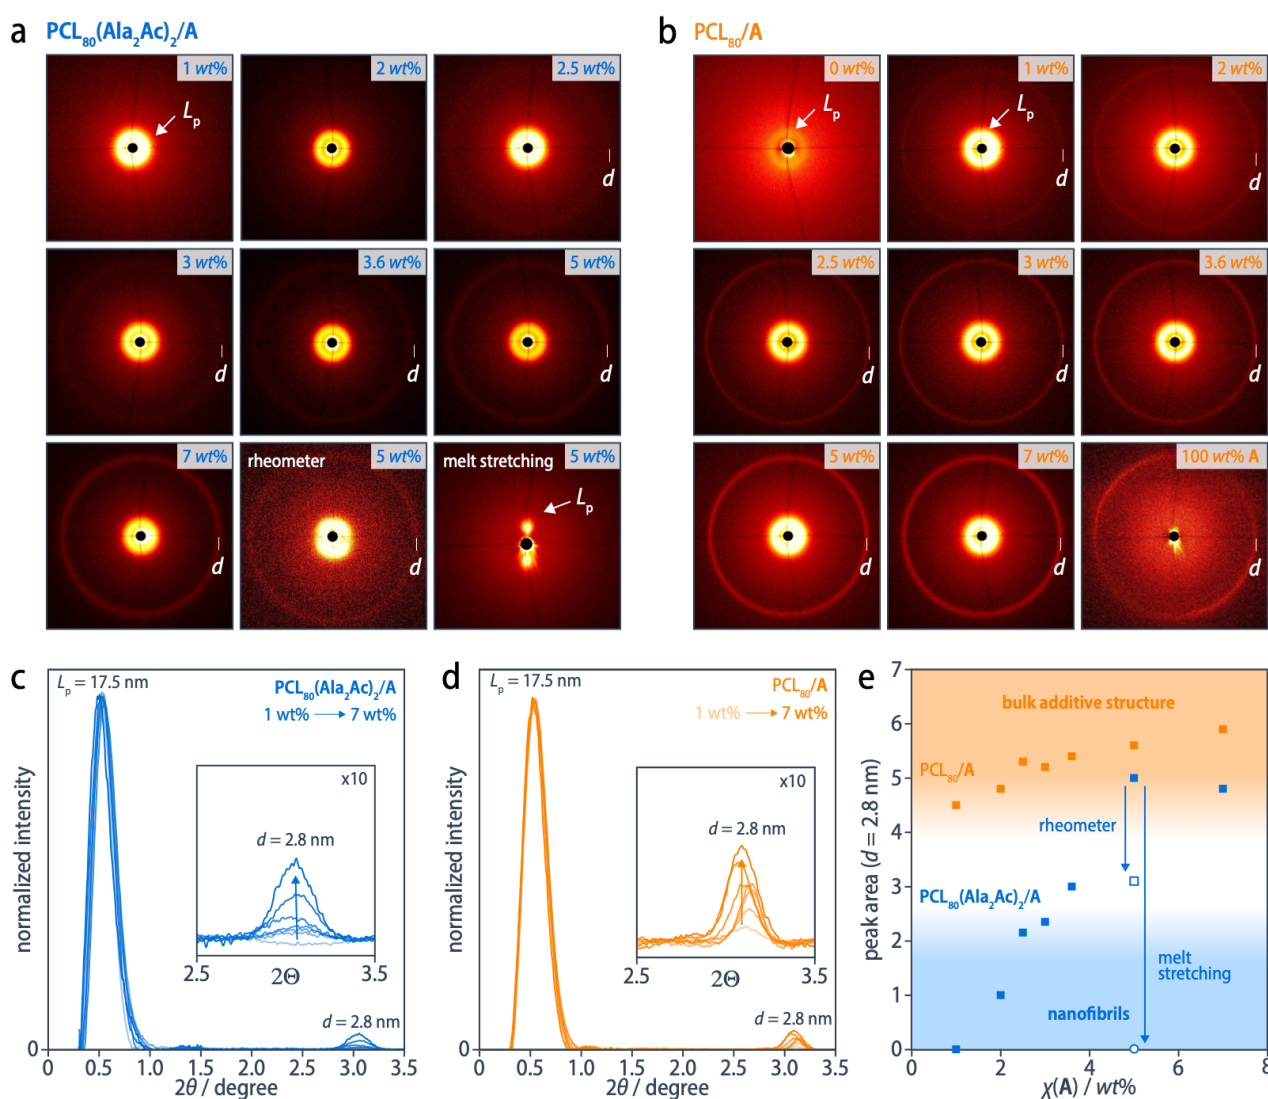 a PCL80(Ala2Ac)2/A
1 wt%
Lp
2 wt%
2.5 wt%
d
3 wt%
d
3.6 wt%
d
5 wt%
d
7 wt%
d
rheometer 5 wt%
d
melt stretching 5 wt%
Lp
b PCL80/A
0 wt%
Lp
1 wt%
Lp
2 wt%
d
2.5 wt%
d
3 wt%
d
3.6 wt%
d
5 wt%
d
7 wt%
d
100 wt% A
d
c
Lp = 17.5 nm
PCL80(Ala2Ac)2/A
1 wt% → 7 wt%
x10
d = 2.8 nm
2.5 3.5
2Θ
d = 2.8 nm
normalized intensity
0
0 0.5 1.0 1.5 2.0 2.5 3.0 3.5
2θ / degree
d
Lp = 17.5 nm
PCL80/A
1 wt% → 7 wt%
x10
d = 2.8 nm
2.5 3.5
2Θ
d = 2.8 nm
normalized intensity
0
0 0.5 1.0 1.5 2.0 2.5 3.0 3.5
2θ / degree
e
7
6
5
4
3
2
1
0
peak area (d = 2.8 nm)
bulk additive structure
PCL80/A
rheometer
PCL80(Ala2Ac)2/A
melt
stretching
nanofibrils
0 2 4 6 8
χ(A) / wt%